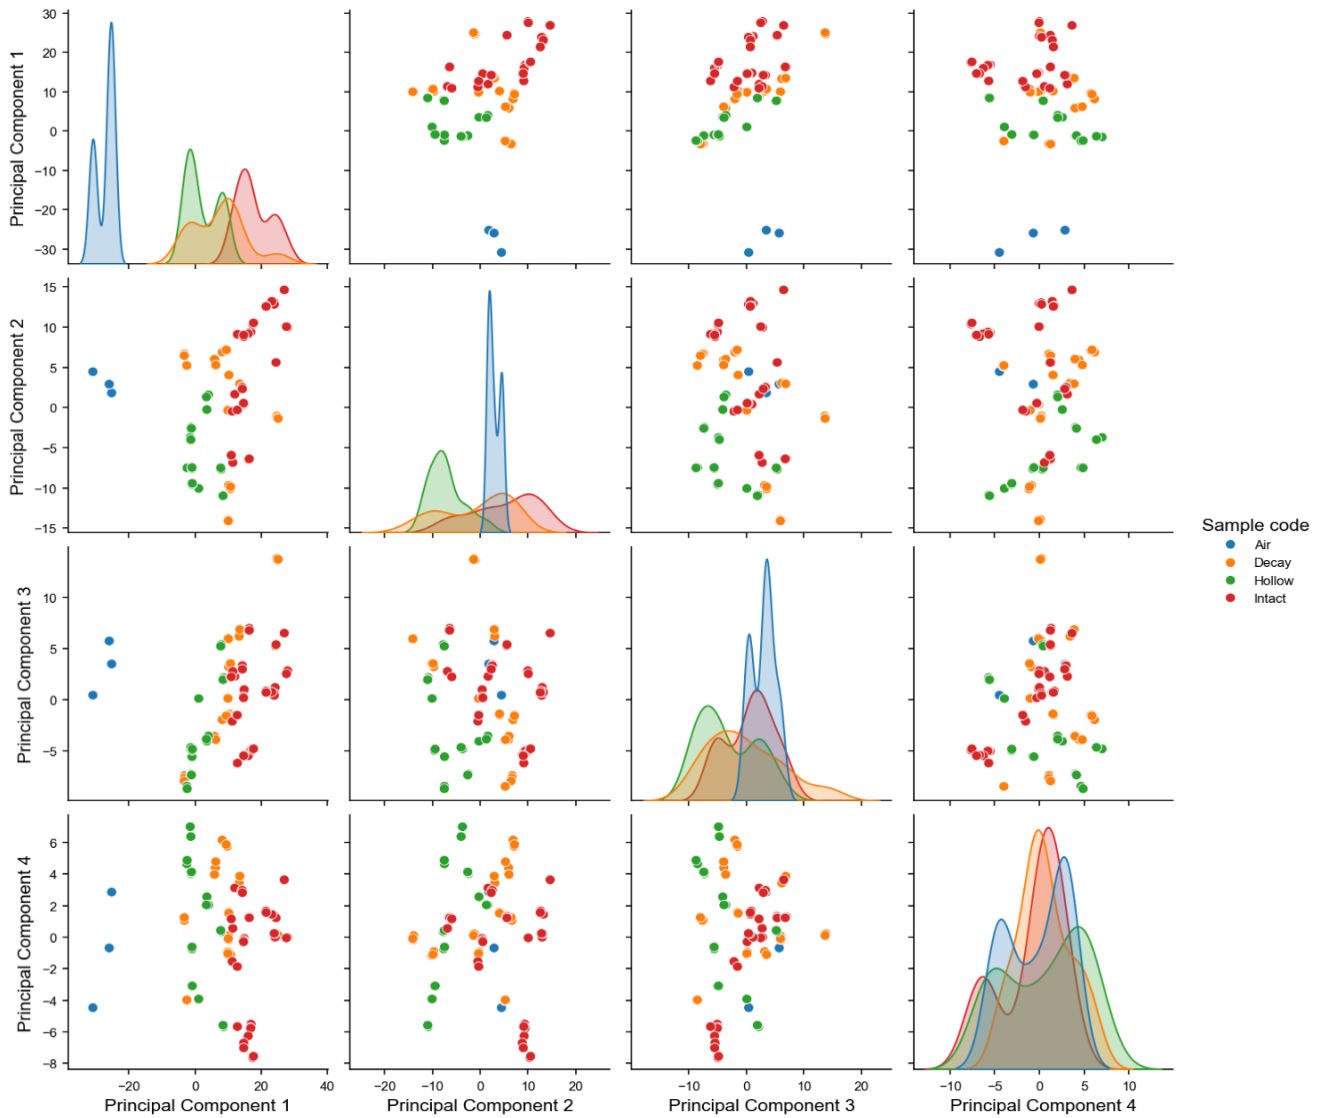 30
20
10
0
−10
−20
−30
Principal Component 1
15
10
5
0
−5
−10
−15
Principal Component 2
Sample code
Air
Decay
Hollow
Intact
10
5
0
−5
Principal Component 3
6
4
2
0
−2
−4
−6
−8
Principal Component 4
−20 0 20 40
−20 −10 0 10 20
−10 0 10 20
−10 −5 0 5 10
Principal Component 1 Principal Component 2 Principal Component 3 Principal Component 4